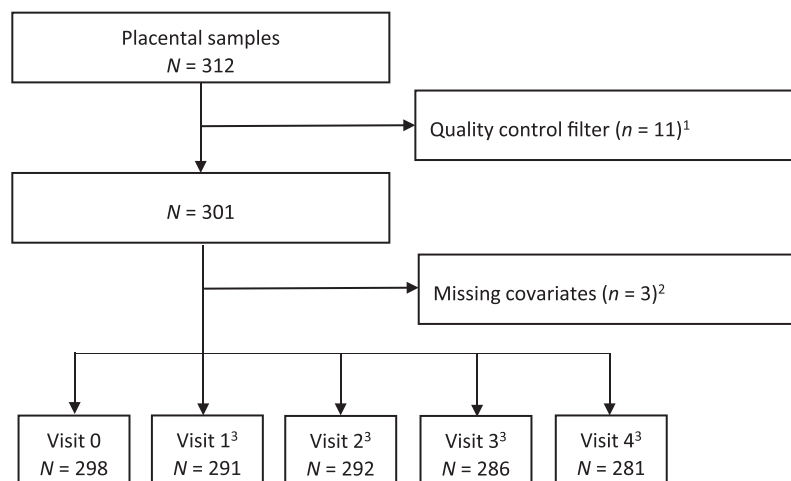 Placental samples
N = 312
Quality control filter (n = 11)¹
N = 301
Missing covariates (n = 3)²
Visit 0
N = 298
Visit 1³
N = 291
Visit 2³
N = 292
Visit 3³
N = 286
Visit 4³
N = 281